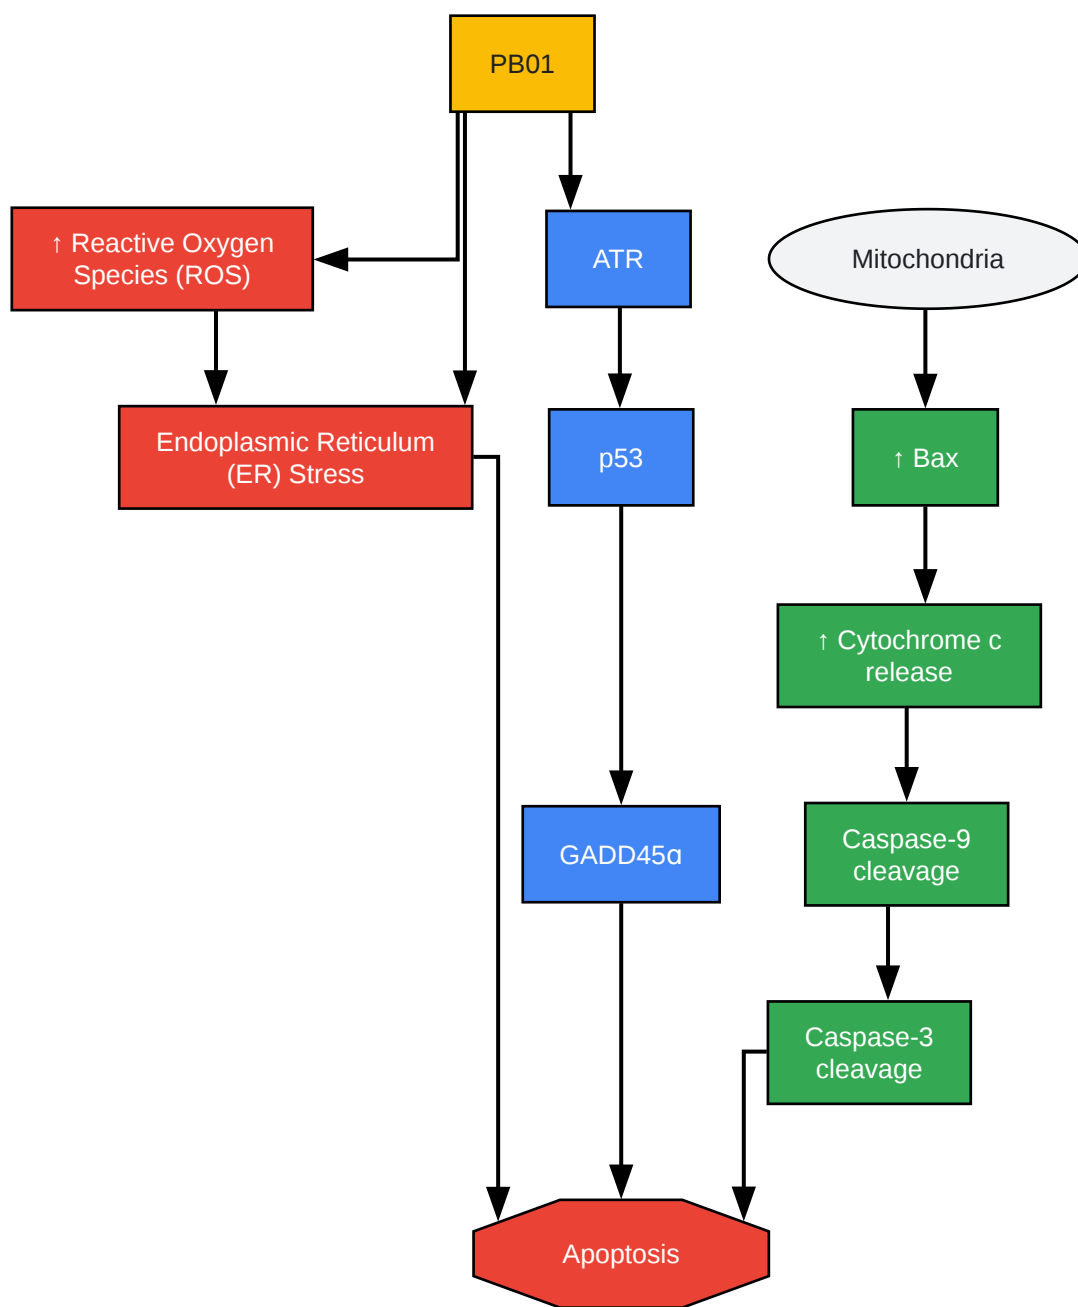 PB01
↑ Reactive Oxygen
Species (ROS)
ATR
Mitochondria
Endoplasmic Reticulum
(ER) Stress
p53
↑ Bax
↑ Cytochrome c
release
GADD45α
Caspase-9
cleavage
Caspase-3
cleavage
Apoptosis